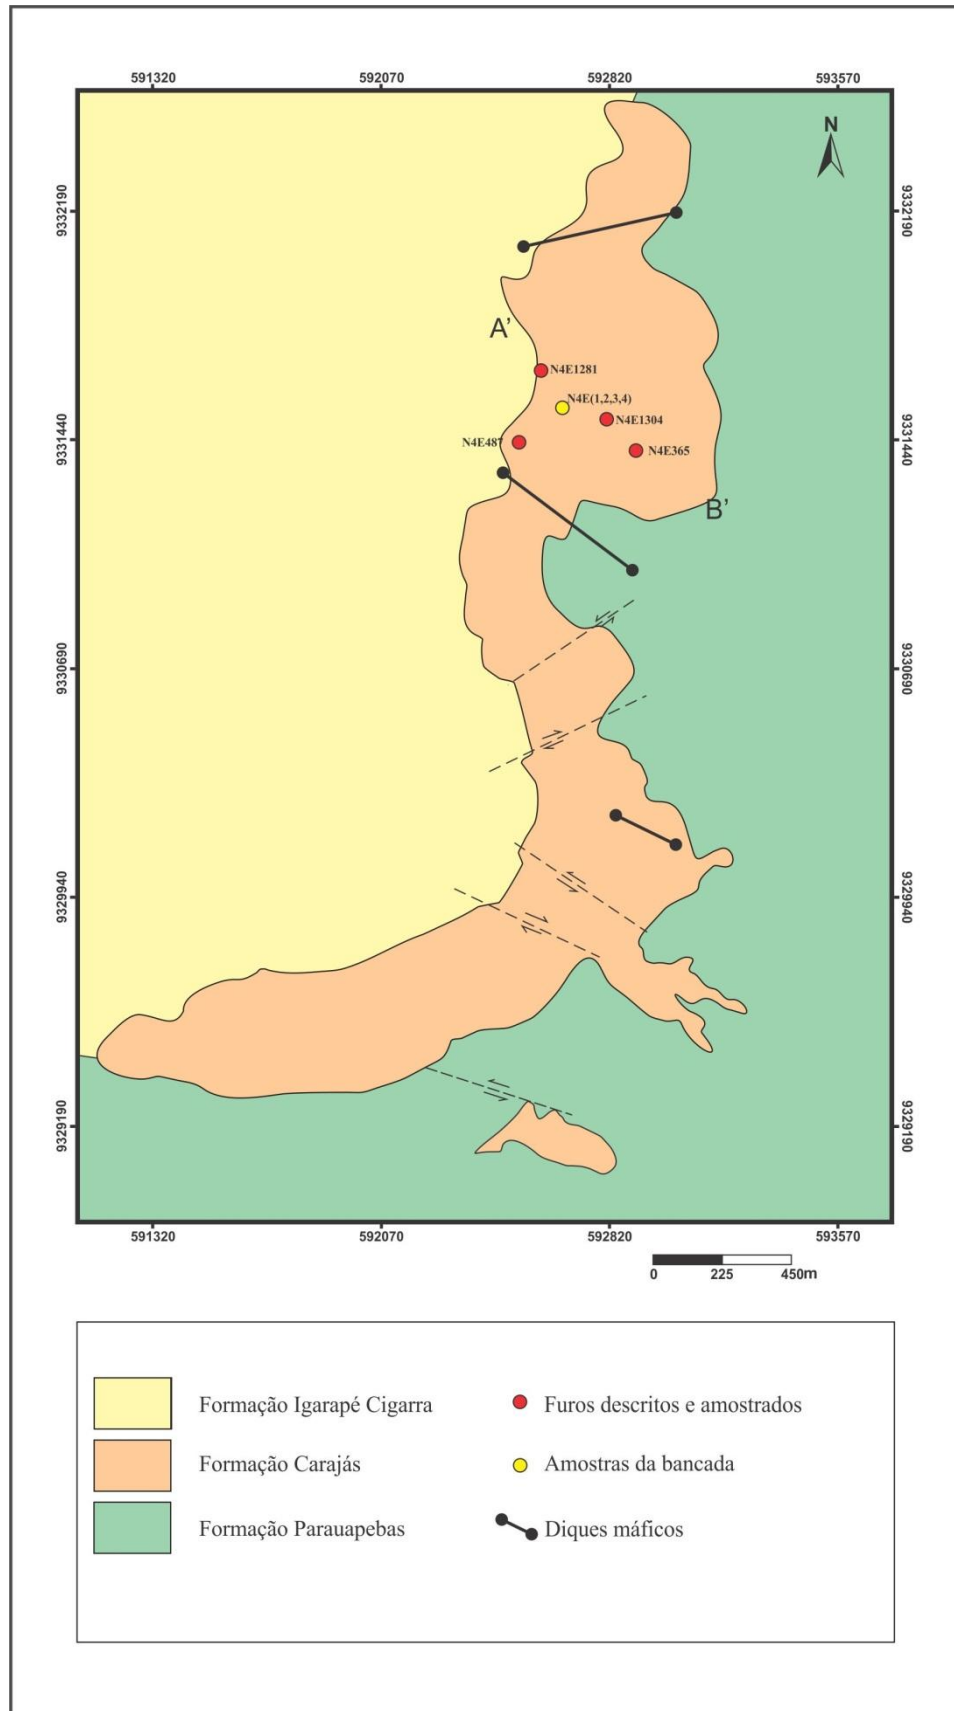 591320 592070 592820 593570
N
9332190 9332190
A’
N4E1281
N4E(1,2,3,4)
N4E1304
9331440 9331440
N4E487
N4E365
B’
9330690 9330690
9329940 9329940
9329190 9329190
591320 592070 592820 593570
0 225 450m
Formação Igarapé Cigarra
Furos descritos e amostrados
Formação Carajás
Amostras da bancada
Formação Parauapebas
Diques máficos